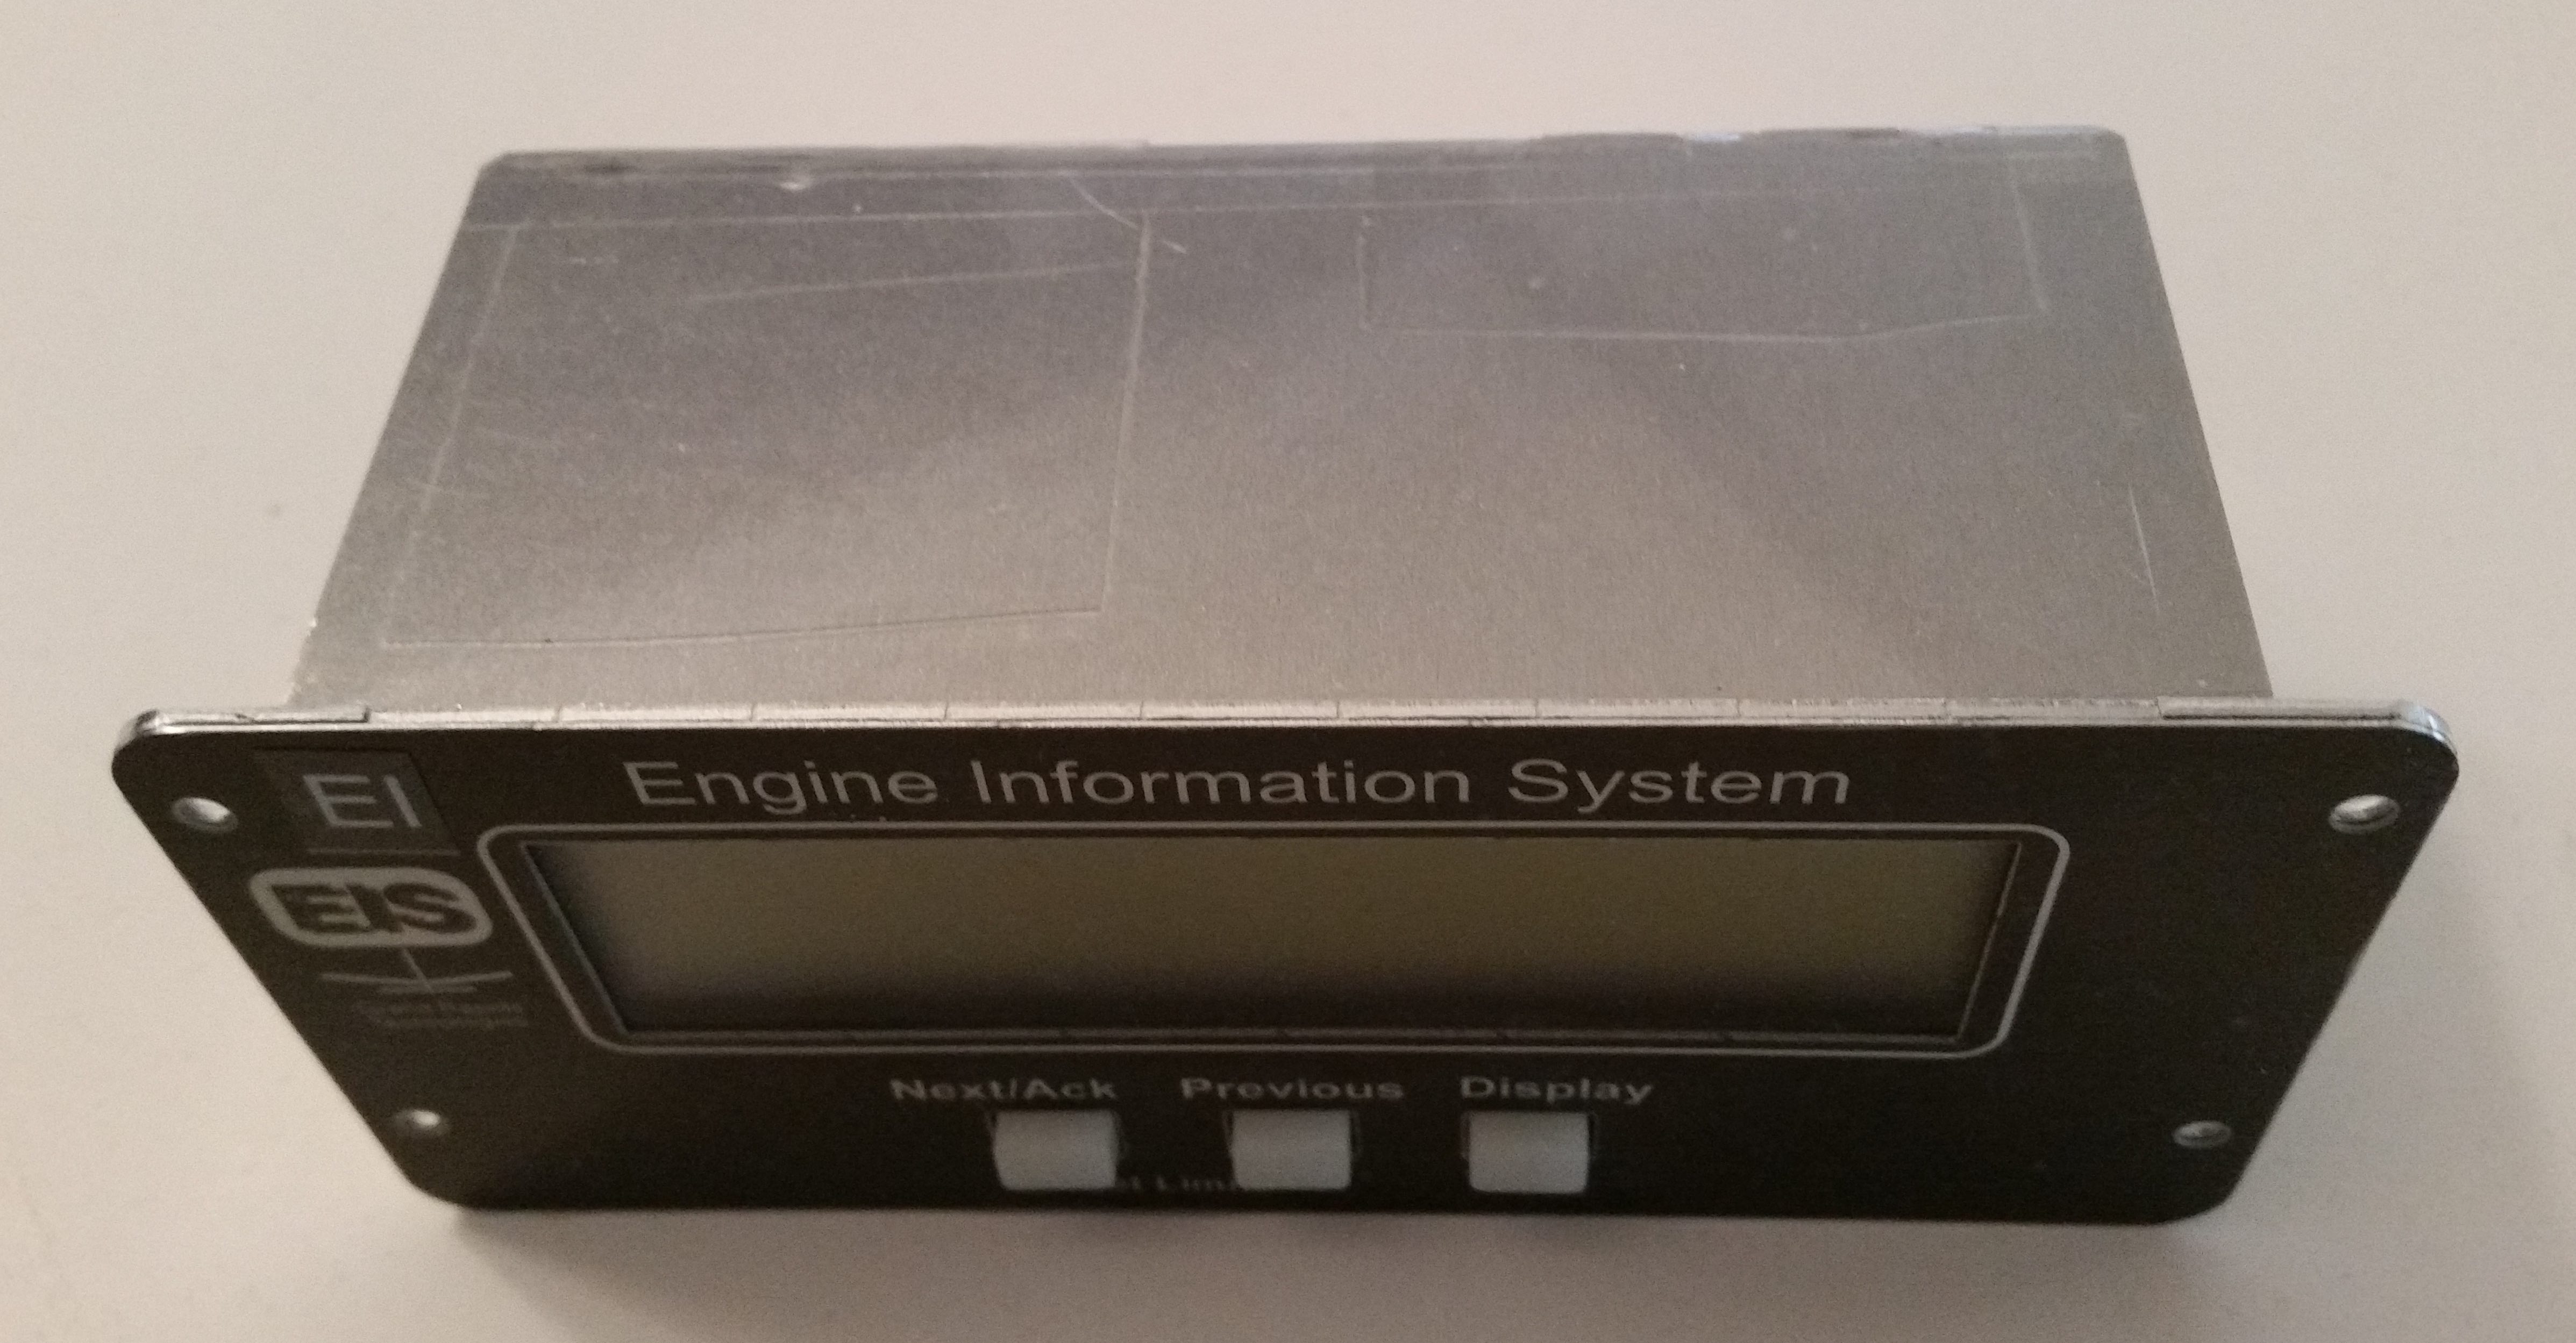 Engine Information System
EI
EIS
Next/Ack Previous Display